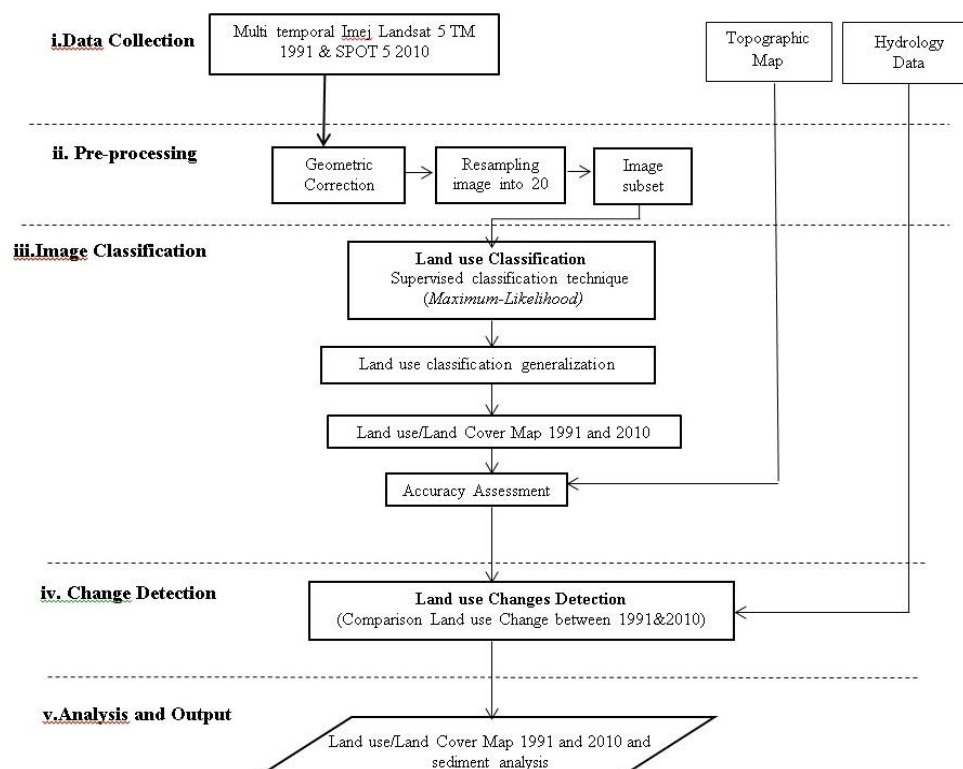 i.Data Collection
Multi temporal Imej Landsat 5 TM
1991 & SPOT 5 2010
Topographic
Map
Hydrology
Data
ii. Pre-processing
Geometric
Correction
Resampling
image into 20
Image
subset
iii.Image Classification
Land use Classification
Supervised classification technique
(Maximum-Likelihood)
Land use classification generalization
Land use/Land Cover Map 1991 and 2010
Accuracy Assessment
iv. Change Detection
Land use Changes Detection
(Comparison Land use Change between 1991&2010)
v.Analysis and Output
Land use/Land Cover Map 1991 and 2010 and
sediment analysis